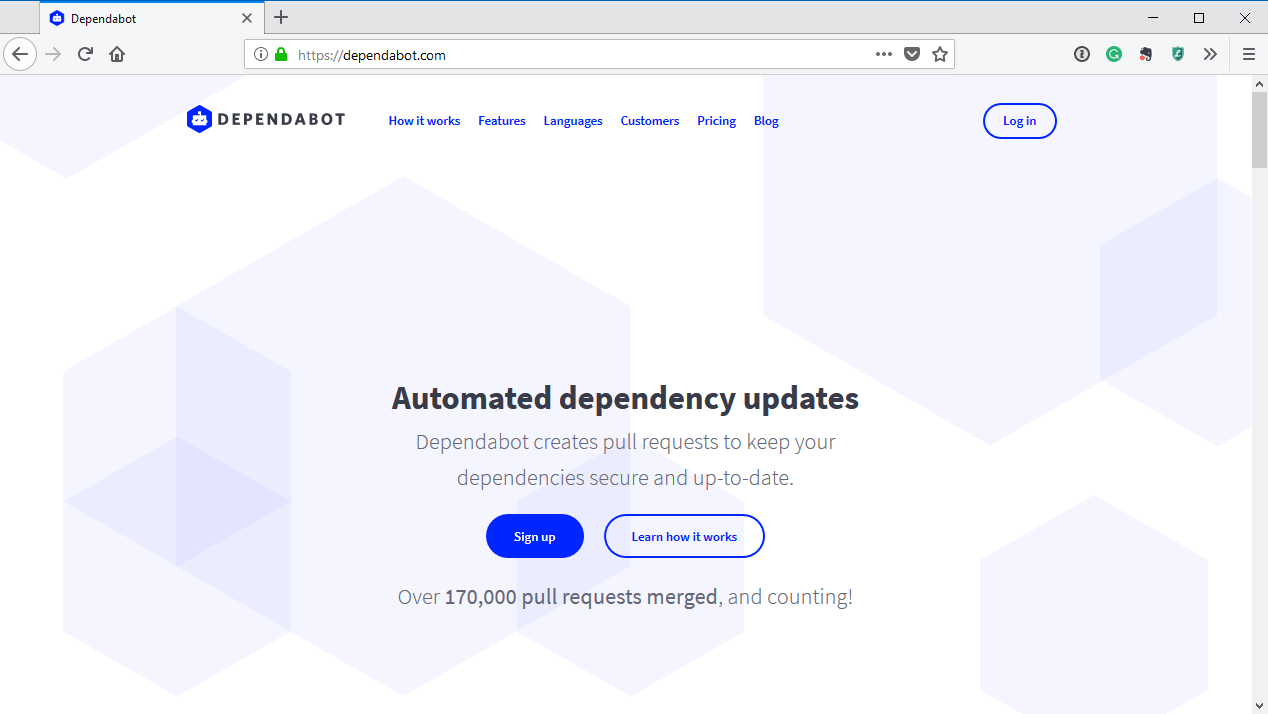 Dependabot
https://dependabot.com
DEPENDABOT
How it works
Features
Languages
Customers
Pricing
Blog
Log in
Automated dependency updates
Dependabot creates pull requests to keep your
dependencies secure and up-to-date.
Sign up
Learn how it works
Over 170,000 pull requests merged, and counting!